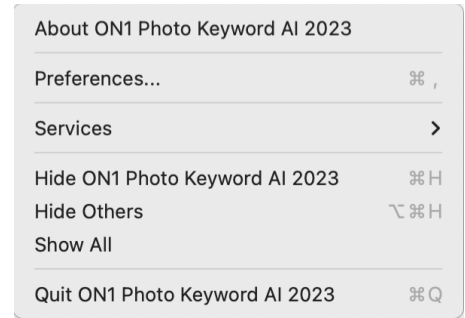 About ON1 Photo Keyword AI 2023
Preferences... ⌘ ,
Services
Hide ON1 Photo Keyword AI 2023 ⌘H
Hide Others ⌥⌘H
Show All
Quit ON1 Photo Keyword AI 2023 ⌘Q